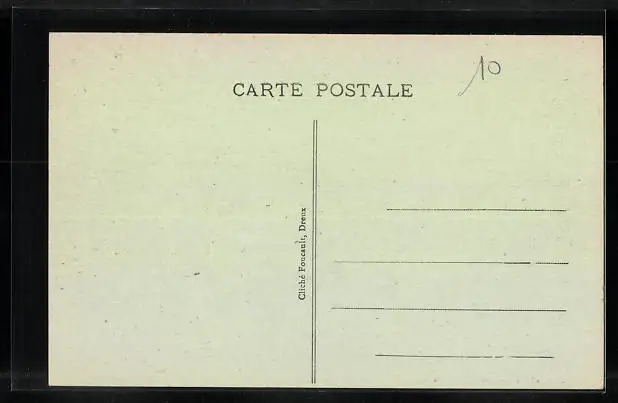 CARTE POSTALE
10
Cliché Foucault, Dreux